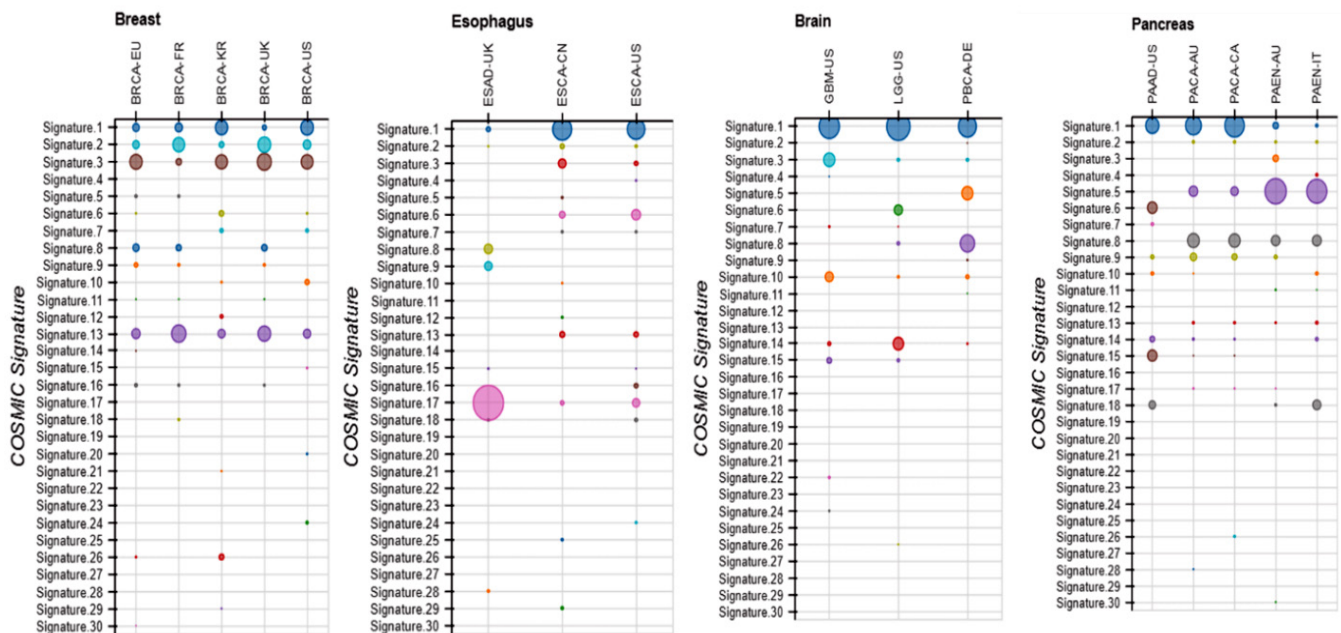 Breast
BRCA-EU
BRCA-FR
BRCA-KR
BRCA-UK
BRCA-US
COSMIC Signature
Signature.1
Signature.2
Signature.3
Signature.4
Signature.5
Signature.6
Signature.7
Signature.8
Signature.9
Signature.10
Signature.11
Signature.12
Signature.13
Signature.14
Signature.15
Signature.16
Signature.17
Signature.18
Signature.19
Signature.20
Signature.21
Signature.22
Signature.23
Signature.24
Signature.25
Signature.26
Signature.27
Signature.28
Signature.29
Signature.30
Esophagus
ESAD-UK
ESCA-CN
ESCA-US
COSMIC Signature
Signature.1
Signature.2
Signature.3
Signature.4
Signature.5
Signature.6
Signature.7
Signature.8
Signature.9
Signature.10
Signature.11
Signature.12
Signature.13
Signature.14
Signature.15
Signature.16
Signature.17
Signature.18
Signature.19
Signature.20
Signature.21
Signature.22
Signature.23
Signature.24
Signature.25
Signature.26
Signature.27
Signature.28
Signature.29
Signature.30
Brain
GBM-US
LGG-US
PBCA-DE
COSMIC Signature
Signature.1
Signature.2
Signature.3
Signature.4
Signature.5
Signature.6
Signature.7
Signature.8
Signature.9
Signature.10
Signature.11
Signature.12
Signature.13
Signature.14
Signature.15
Signature.16
Signature.17
Signature.18
Signature.19
Signature.20
Signature.21
Signature.22
Signature.23
Signature.24
Signature.25
Signature.26
Signature.27
Signature.28
Signature.29
Signature.30
Pancreas
PAAD-US
PACA-AU
PACA-CA
PAEN-AU
PAEN-IT
COSMIC Signature
Signature.1
Signature.2
Signature.3
Signature.4
Signature.5
Signature.6
Signature.7
Signature.8
Signature.9
Signature.10
Signature.11
Signature.12
Signature.13
Signature.14
Signature.15
Signature.16
Signature.17
Signature.18
Signature.19
Signature.20
Signature.21
Signature.22
Signature.23
Signature.24
Signature.25
Signature.26
Signature.27
Signature.28
Signature.29
Signature.30